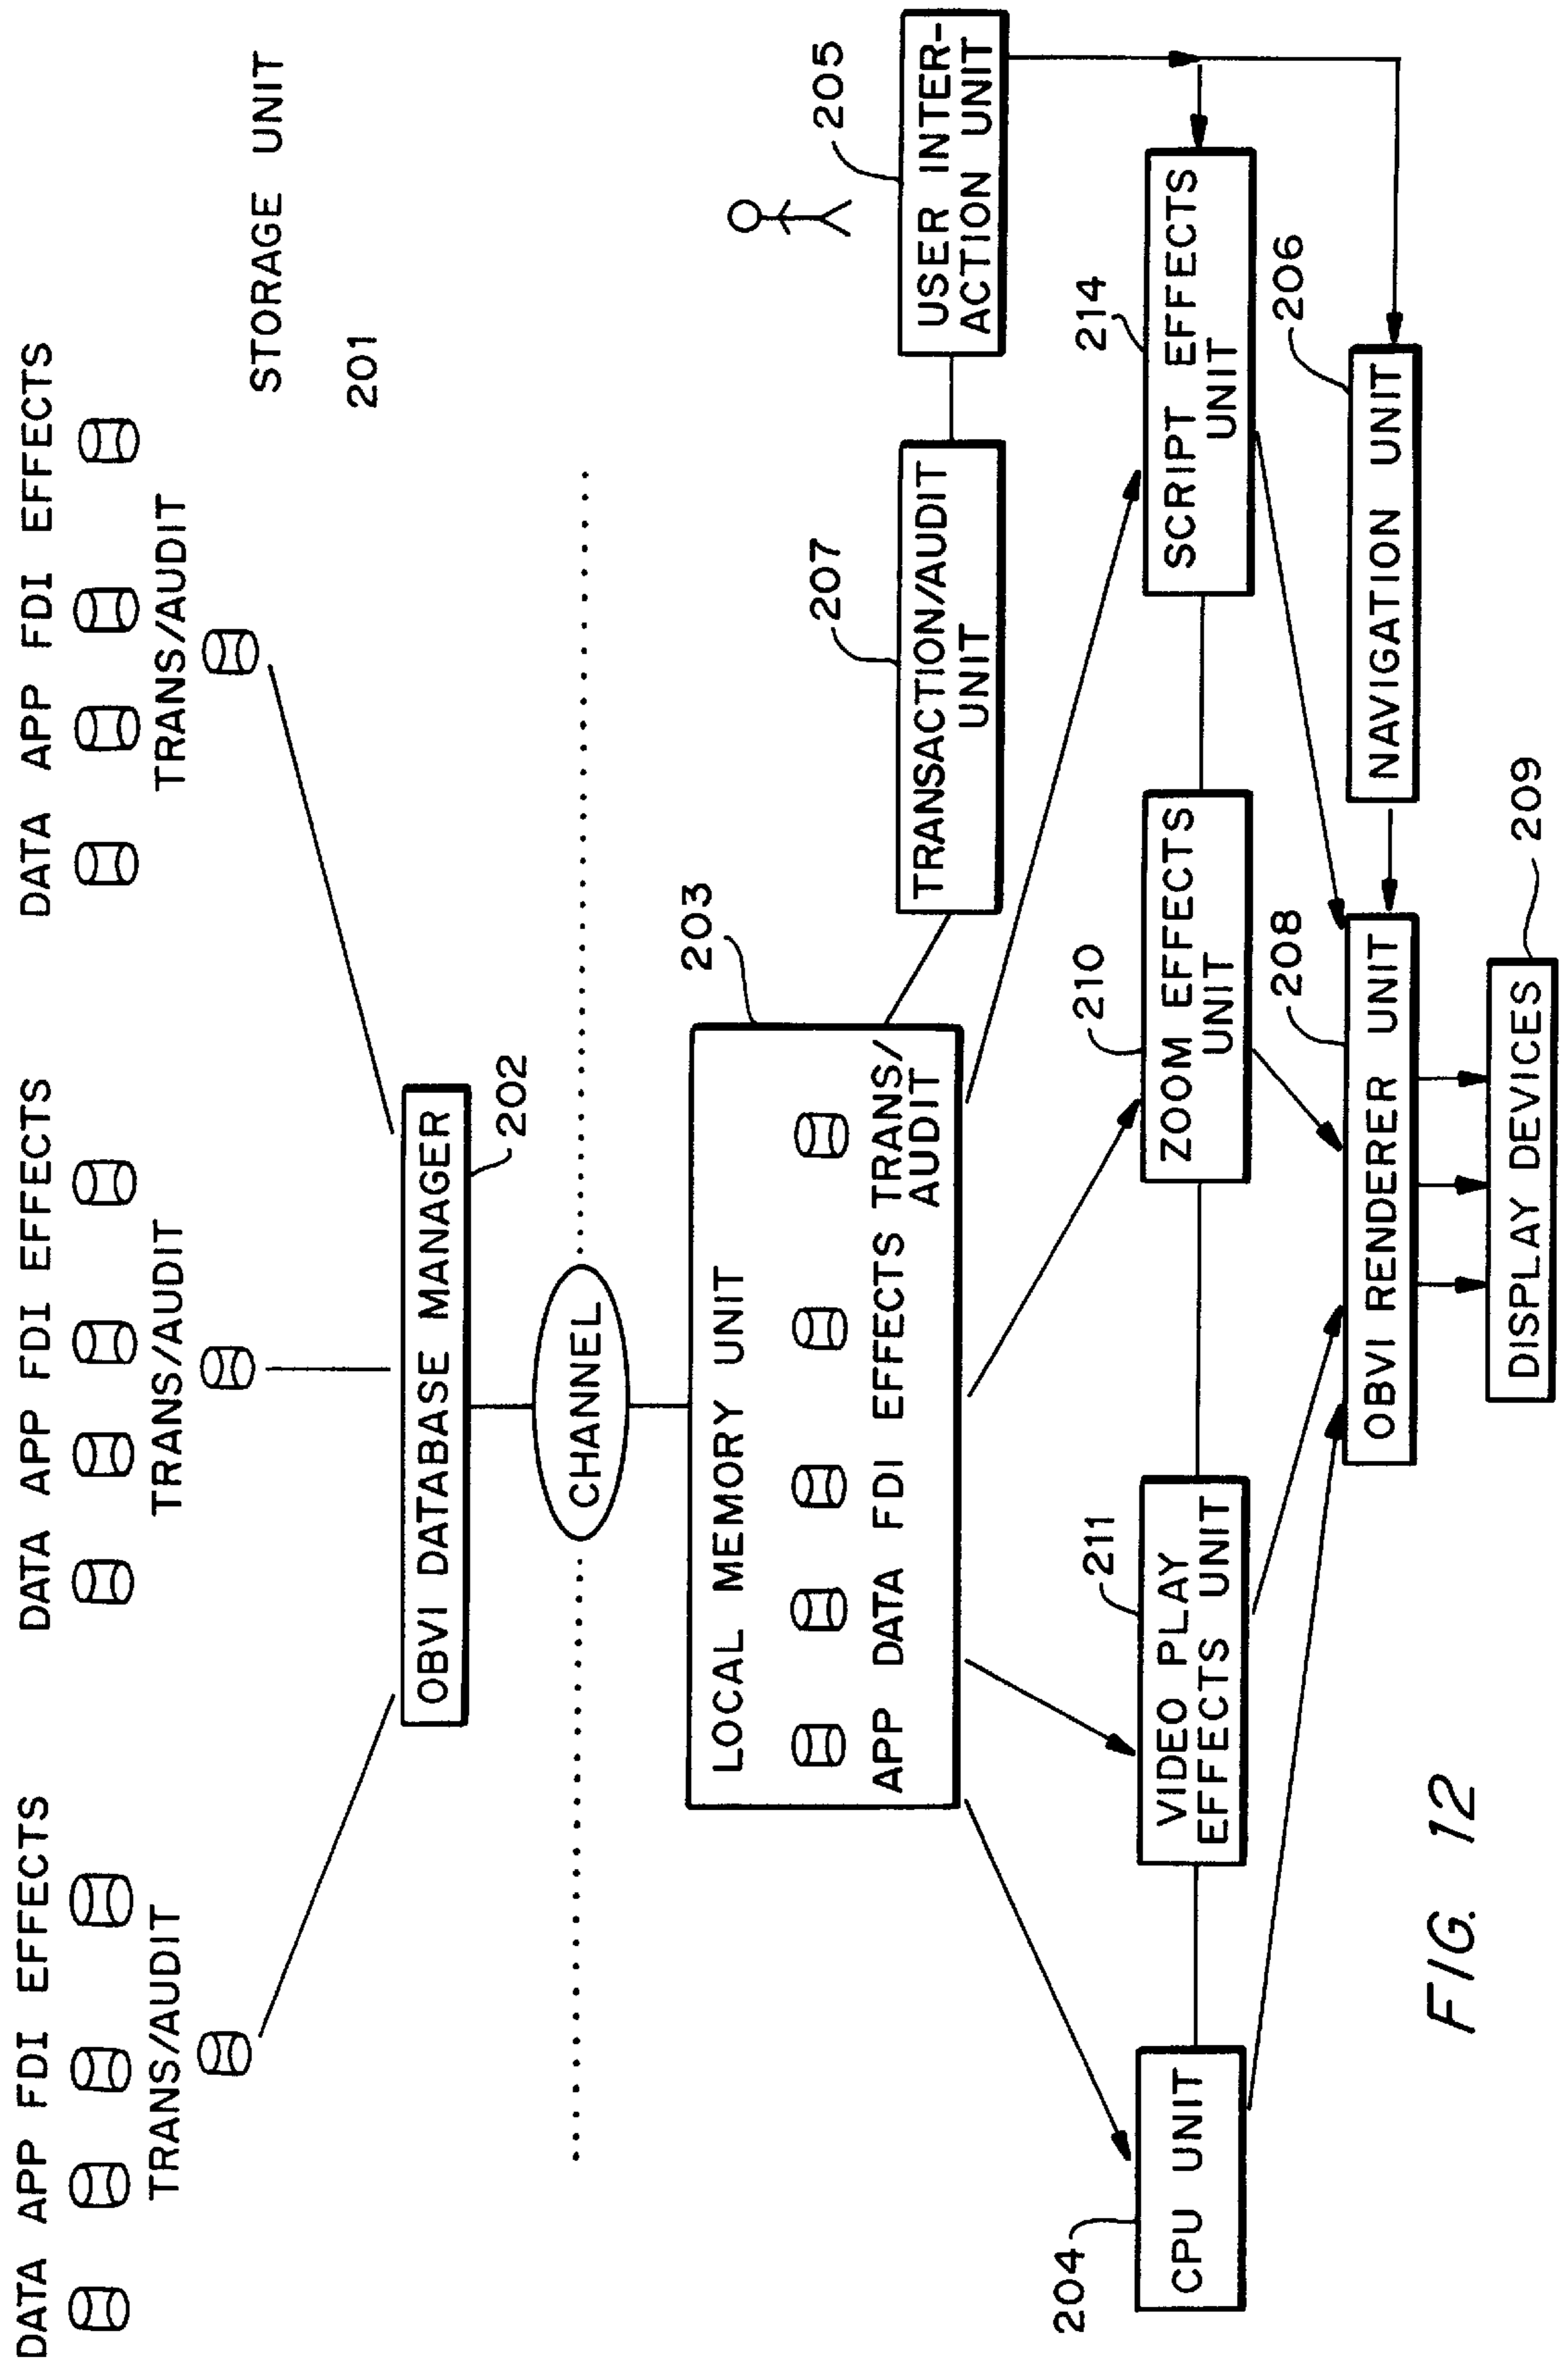 DATA APP FDI EFFECTS
DATA APP FDI EFFECTS
DATA APP FDI EFFECTS
TRANS/AUDIT
TRANS/AUDIT
TRANS/AUDIT
STORAGE UNIT
201
OBVI DATABASE MANAGER
202
CHANNEL
203
LOCAL MEMORY UNIT
APP DATA FDI EFFECTS TRANS/
AUDIT
207
TRANSACTION/AUDIT
UNIT
205
USER INTER-
ACTION UNIT
204
CPU UNIT
211
VIDEO PLAY
EFFECTS UNIT
210
ZOOM EFFECTS
UNIT
214
SCRIPT EFFECTS
UNIT
208
OBVI RENDERER UNIT
206
NAVIGATION UNIT
DISPLAY DEVICES
209
FIG. 12